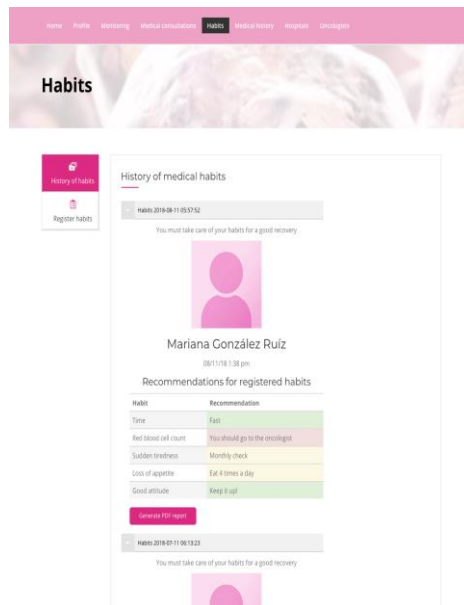 Home Profile Monitoring Medical consultations Habits Medical history Hospitals Oncologists
Habits
History of habits
Register habits
History of medical habits
Habits 2018-08-11 05:57:52
You must take care of your habits for a good recovery
Mariana González Ruíz
08/11/18 1:38 pm
Recommendations for registered habits
Habit Recommendation
Time Fast
Red blood cell count You should go to the oncologist
Sudden tiredness Monthly check
Loss of appetite Eat 4 times a day
Good attitude Keep it up!
Generate PDF report
Habits 2018-07-11 06:13:23
You must take care of your habits for a good recovery